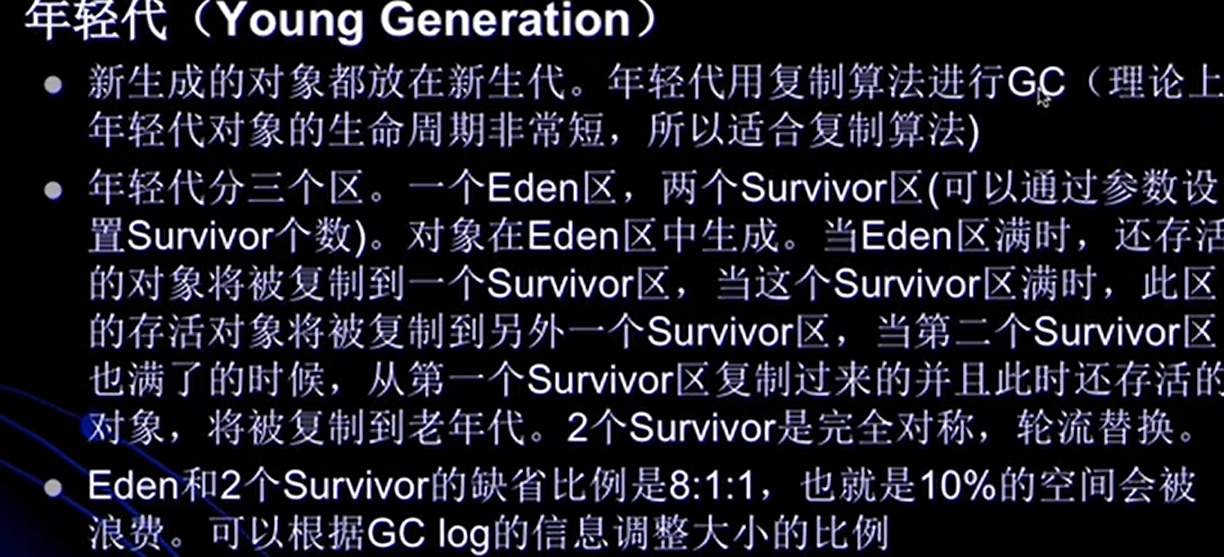 年轻代（Young Generation）
新生成的对象都放在新生代。年轻代用复制算法进行GC（理论上
年轻代对象的生命周期非常短，所以适合复制算法)
年轻代分三个区。一个Eden区，两个Survivor区(可以通过参数设
置Survivor个数)。对象在Eden区中生成。当Eden区满时，还存活
的对象将被复制到一个Survivor区，当这个Survivor区满时，此区
的存活对象将被复制到另外一个Survivor区，当第二个Survivor区
也满了的时候，从第一个Survivor区复制过来的并且此时还存活的
对象，将被复制到老年代。2个Survivor是完全对称，轮流替换。
Eden和2个Survivor的缺省比例是8:1:1，也就是10%的空间会被
浪费。可以根据GC log的信息调整大小的比例